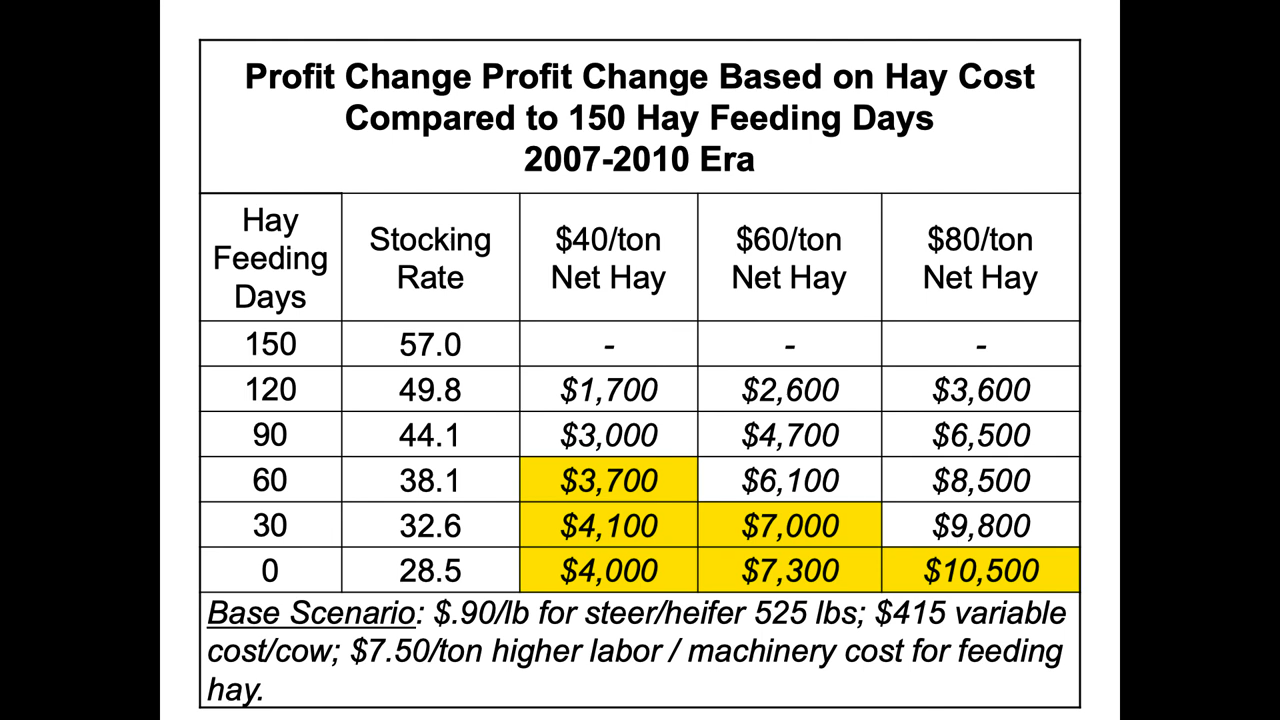 Profit Change Profit Change Based on Hay Cost
Compared to 150 Hay Feeding Days
2007-2010 Era
Hay Feeding Days Stocking Rate $40/ton Net Hay $60/ton Net Hay $80/ton Net Hay
150 57.0 - - -
120 49.8 $1,700 $2,600 $3,600
90 44.1 $3,000 $4,700 $6,500
60 38.1 $3,700 $6,100 $8,500
30 32.6 $4,100 $7,000 $9,800
0 28.5 $4,000 $7,300 $10,500
Base Scenario: $.90/lb for steer/heifer 525 lbs; $415 variable
cost/cow; $7.50/ton higher labor / machinery cost for feeding
hay.